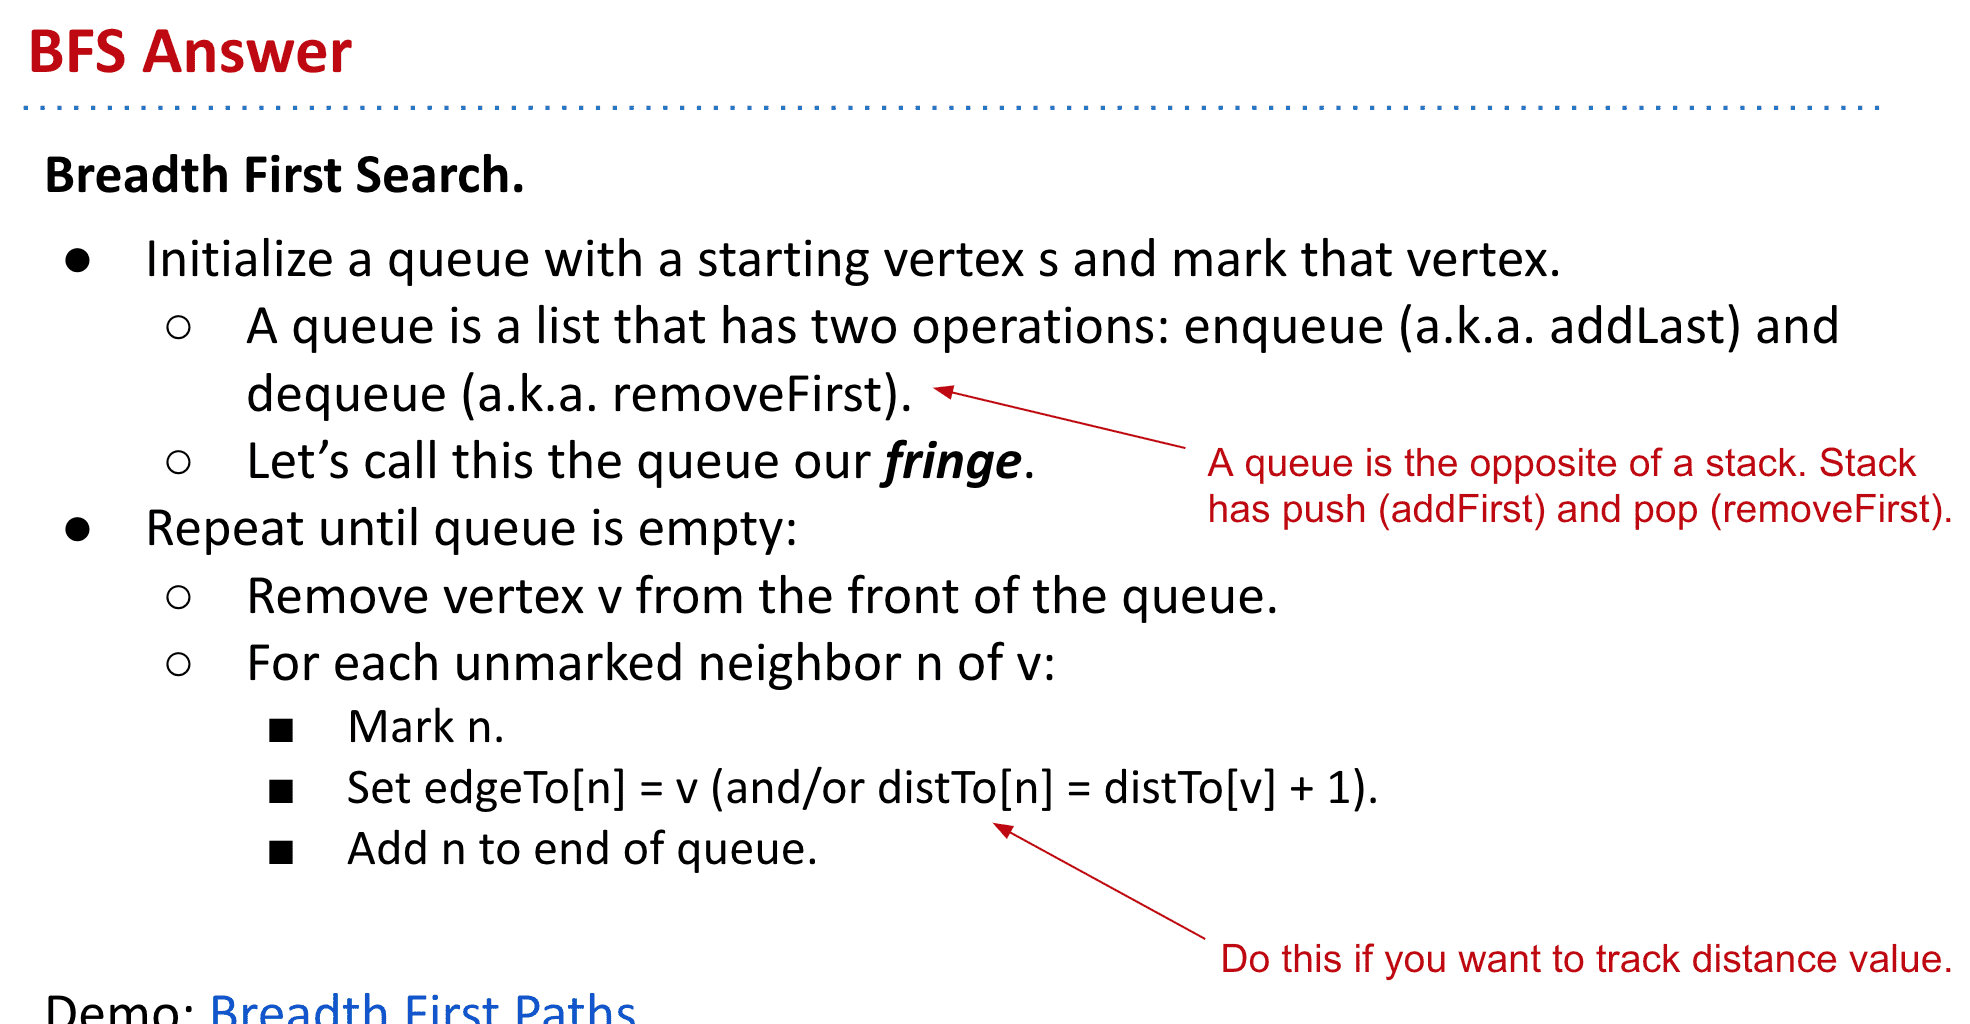 BFS Answer
Breadth First Search.
● Initialize a queue with a starting vertex s and mark that vertex.
○ A queue is a list that has two operations: enqueue (a.k.a. addLast) and
dequeue (a.k.a. removeFirst).
○ Let’s call this the queue our fringe.
A queue is the opposite of a stack. Stack
has push (addFirst) and pop (removeFirst).
● Repeat until queue is empty:
○ Remove vertex v from the front of the queue.
○ For each unmarked neighbor n of v:
■ Mark n.
■ Set edgeTo[n] = v (and/or distTo[n] = distTo[v] + 1).
■ Add n to end of queue.
Do this if you want to track distance value.
Demo: Breadth First Paths